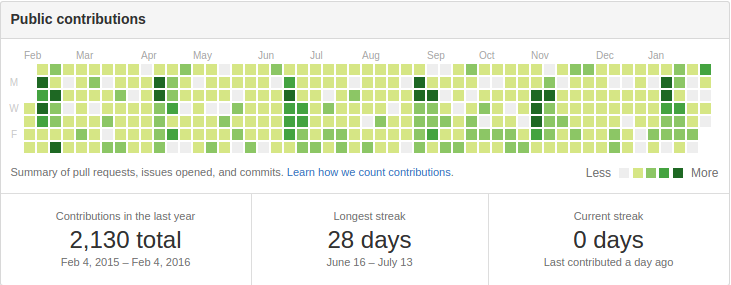 Public contributions
Feb Mar Apr May Jun Jul Aug Sep Oct Nov Dec Jan
M
W
F
Summary of pull requests, issues opened, and commits. Learn how we count contributions. Less More
Contributions in the last year Longest streak Current streak
2,130 total 28 days 0 days
Feb 4, 2015 – Feb 4, 2016 June 16 – July 13 Last contributed a day ago